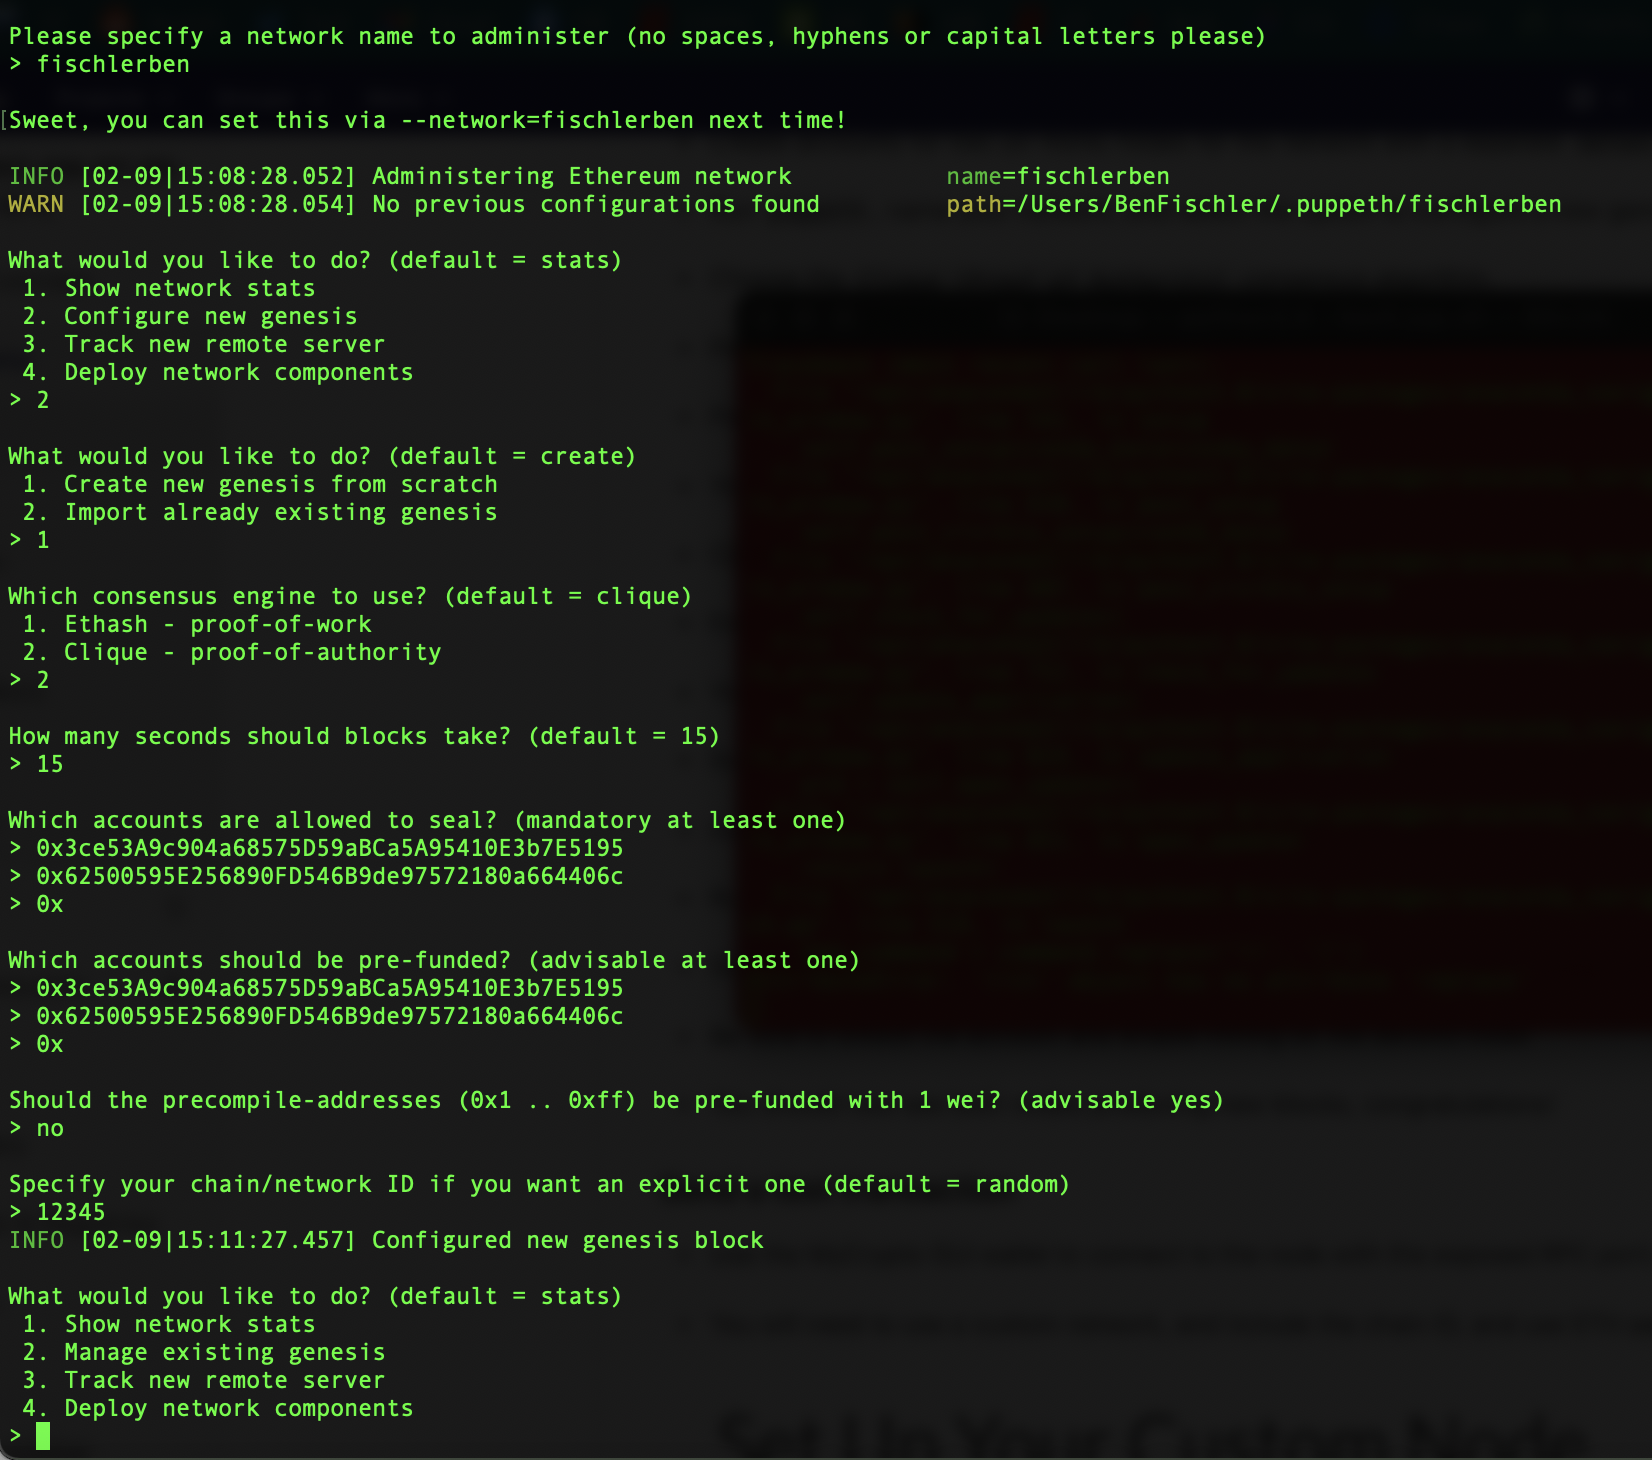 Please specify a network name to administer (no spaces, hyphens or capital letters please)
> fischlerben
[Sweet, you can set this via --network=fischlerben next time!
INFO [02-09|15:08:28.052] Administering Ethereum network name=fischlerben
WARN [02-09|15:08:28.054] No previous configurations found path=/Users/BenFischler/.puppeth/fischlerben
What would you like to do? (default = stats)
1. Show network stats
2. Configure new genesis
3. Track new remote server
4. Deploy network components
> 2
What would you like to do? (default = create)
1. Create new genesis from scratch
2. Import already existing genesis
> 1
Which consensus engine to use? (default = clique)
1. Ethash - proof-of-work
2. Clique - proof-of-authority
> 2
How many seconds should blocks take? (default = 15)
> 15
Which accounts are allowed to seal? (mandatory at least one)
> 0x3ce53A9c904a68575D59aBCa5A95410E3b7E5195
> 0x62500595E256890FD546B9de97572180a664406c
> 0x
Which accounts should be pre-funded? (advisable at least one)
> 0x3ce53A9c904a68575D59aBCa5A95410E3b7E5195
> 0x62500595E256890FD546B9de97572180a664406c
> 0x
Should the precompile-addresses (0x1 .. 0xff) be pre-funded with 1 wei? (advisable yes)
> no
Specify your chain/network ID if you want an explicit one (default = random)
> 12345
INFO [02-09|15:11:27.457] Configured new genesis block
What would you like to do? (default = stats)
1. Show network stats
2. Manage existing genesis
3. Track new remote server
4. Deploy network components
>
Set Up Your Custom Node